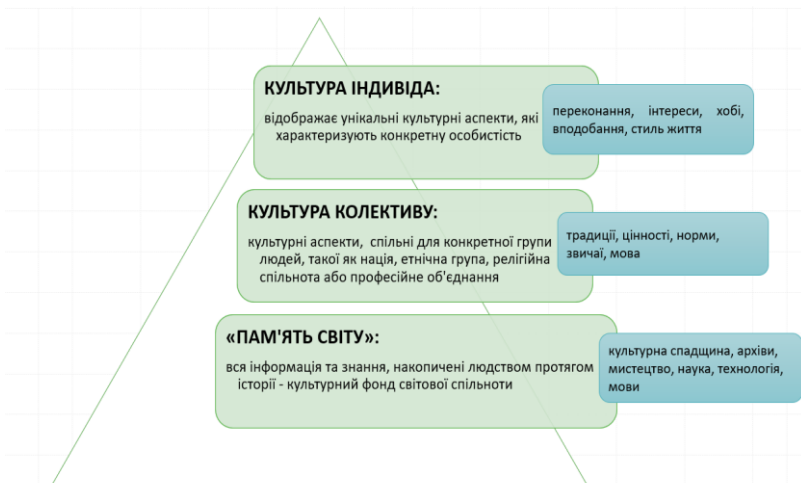 КУЛЬТУРА ІНДИВІДА:
відображає унікальні культурні аспекти, які
характеризують конкретну особистість
переконання, інтереси, хобі,
вподобання, стиль життя
КУЛЬТУРА КОЛЕКТИВУ:
культурні аспекти, спільні для конкретної групи
людей, такої як нація, етнічна група, релігійна
спільнота або професійне об'єднання
традиції, цінності, норми,
звичаї, мова
«ПАМ'ЯТЬ СВІТУ»:
вся інформація та знання, накопичені людством протягом
історії - культурний фонд світової спільноти
культурна спадщина, архіви,
мистецтво, наука, технологія,
мови